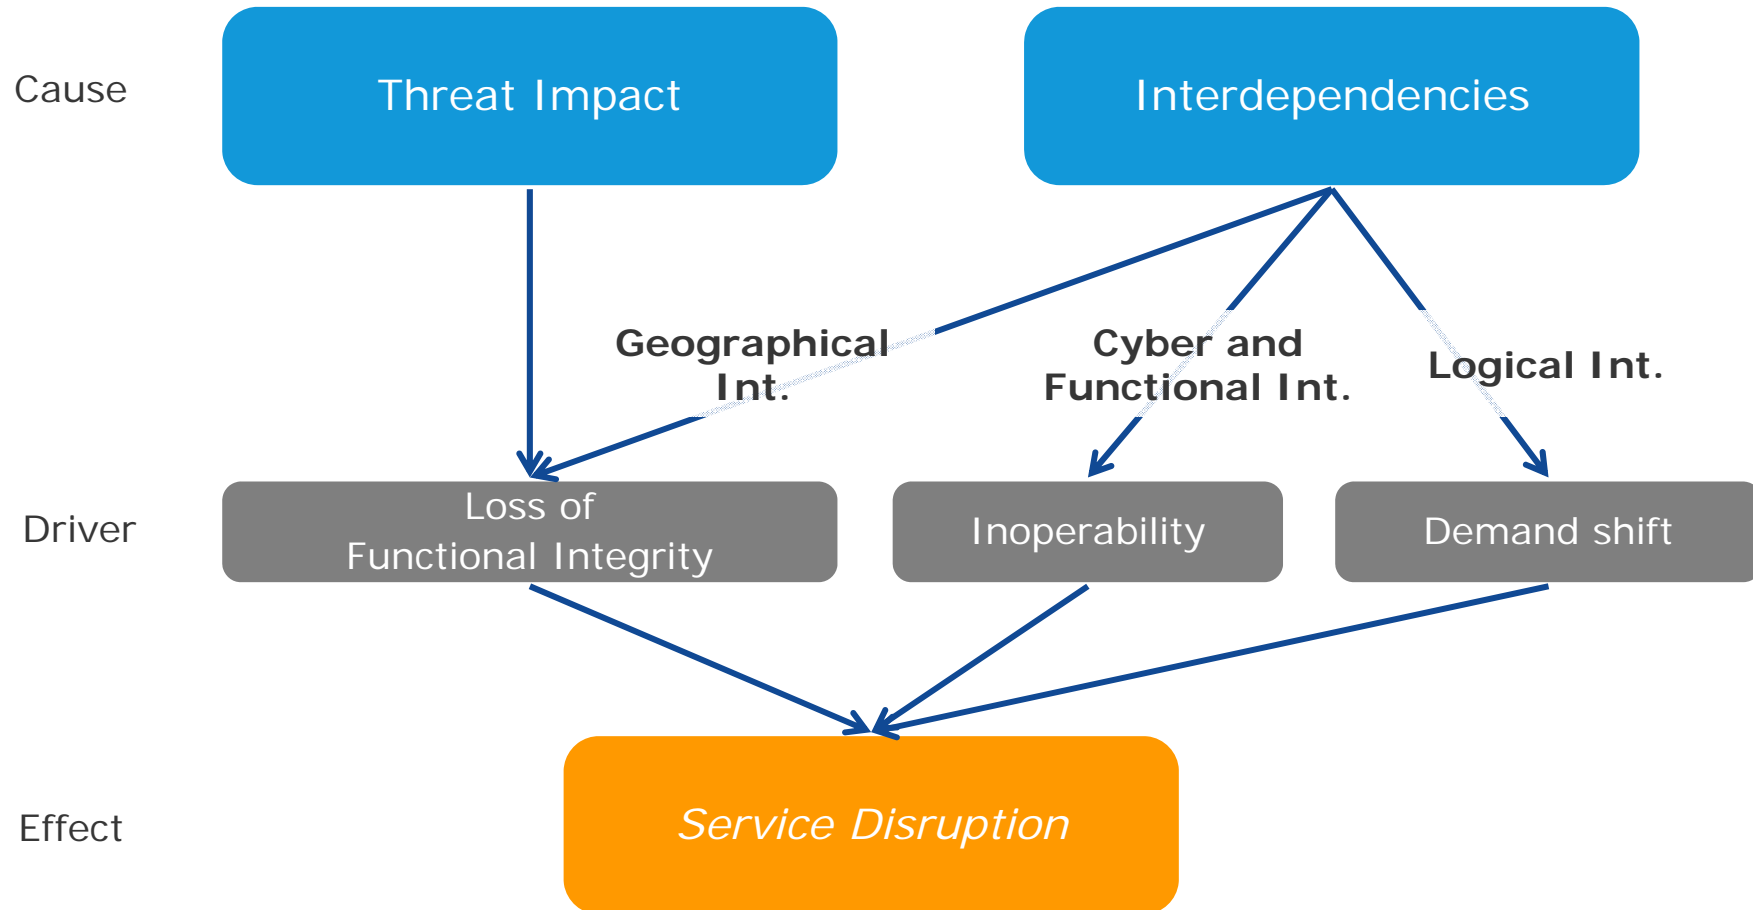 Cause
Threat Impact
Interdependencies
Geographical
Int.
Cyber and
Functional Int.
Logical Int.
Driver
Loss of
Functional Integrity
Inoperability
Demand shift
Effect
Service Disruption